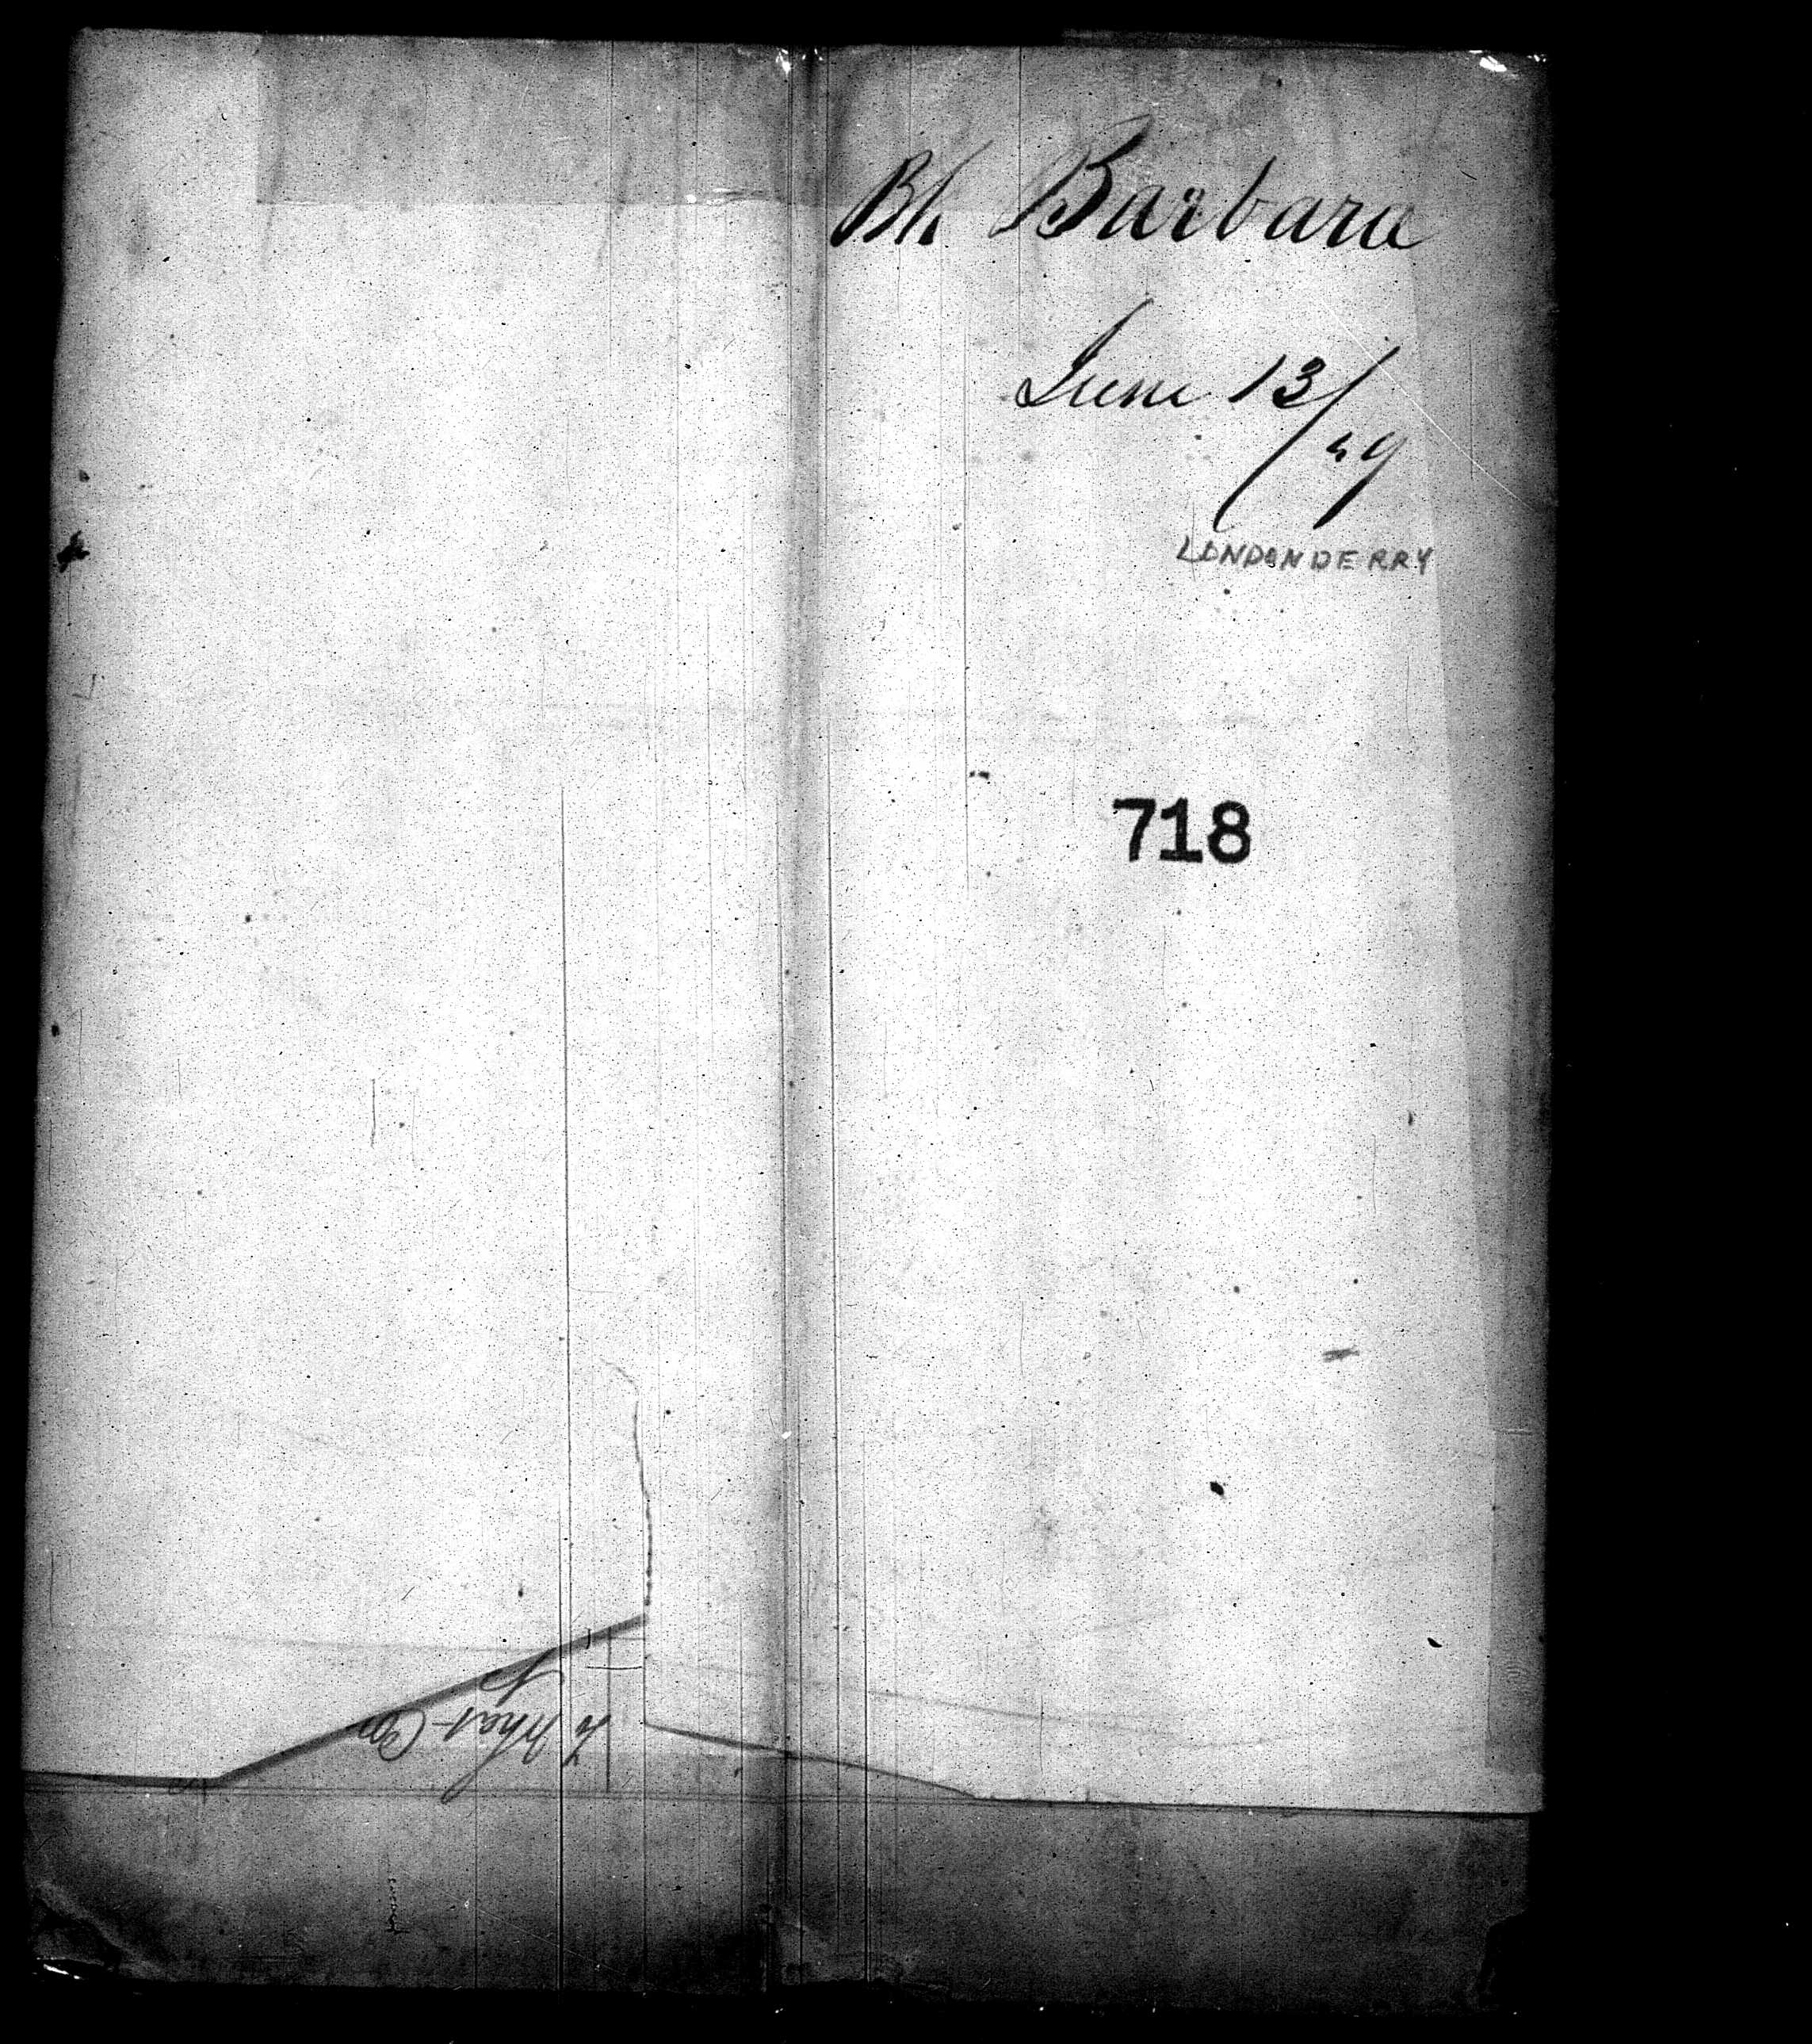 Bk Barbara
June 13/
49
LONDONDERRY
718